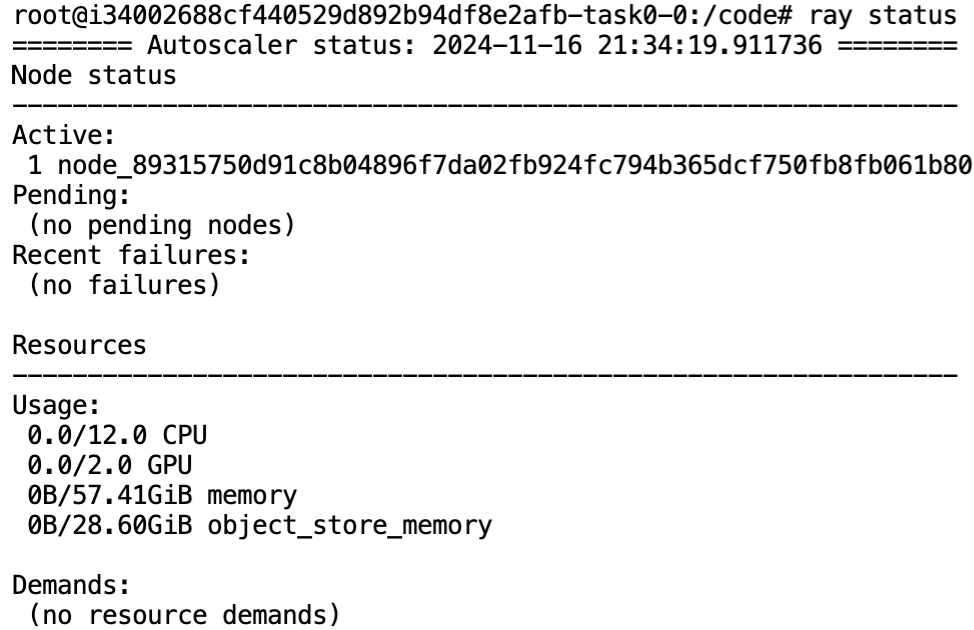 root@i34002688cf440529d892b94df8e2afb-task0-0:/code# ray status
======== Autoscaler status: 2024-11-16 21:34:19.911736 ========
Node status
---------------------------------------------------------------
Active:
 1 node_89315750d91c8b04896f7da02fb924fc794b365dcf750fb8fb061b80
Pending:
 (no pending nodes)
Recent failures:
 (no failures)

Resources
---------------------------------------------------------------
Usage:
 0.0/12.0 CPU
 0.0/2.0 GPU
 0B/57.41GiB memory
 0B/28.60GiB object_store_memory

Demands:
 (no resource demands)